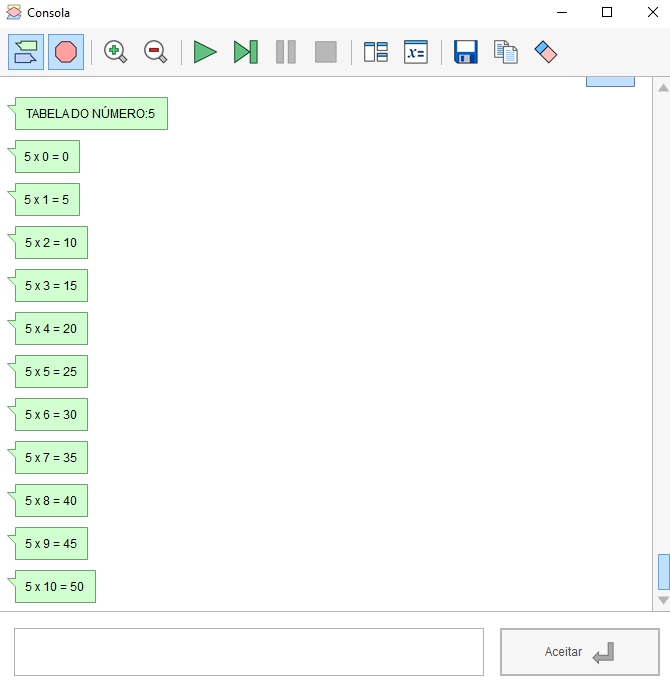 Consola
x=
TABELA DO NÚMERO:5
5 x 0 = 0
5 x 1 = 5
5 x 2 = 10
5 x 3 = 15
5 x 4 = 20
5 x 5 = 25
5 x 6 = 30
5 x 7 = 35
5 x 8 = 40
5 x 9 = 45
5 x 10 = 50
Aceitar